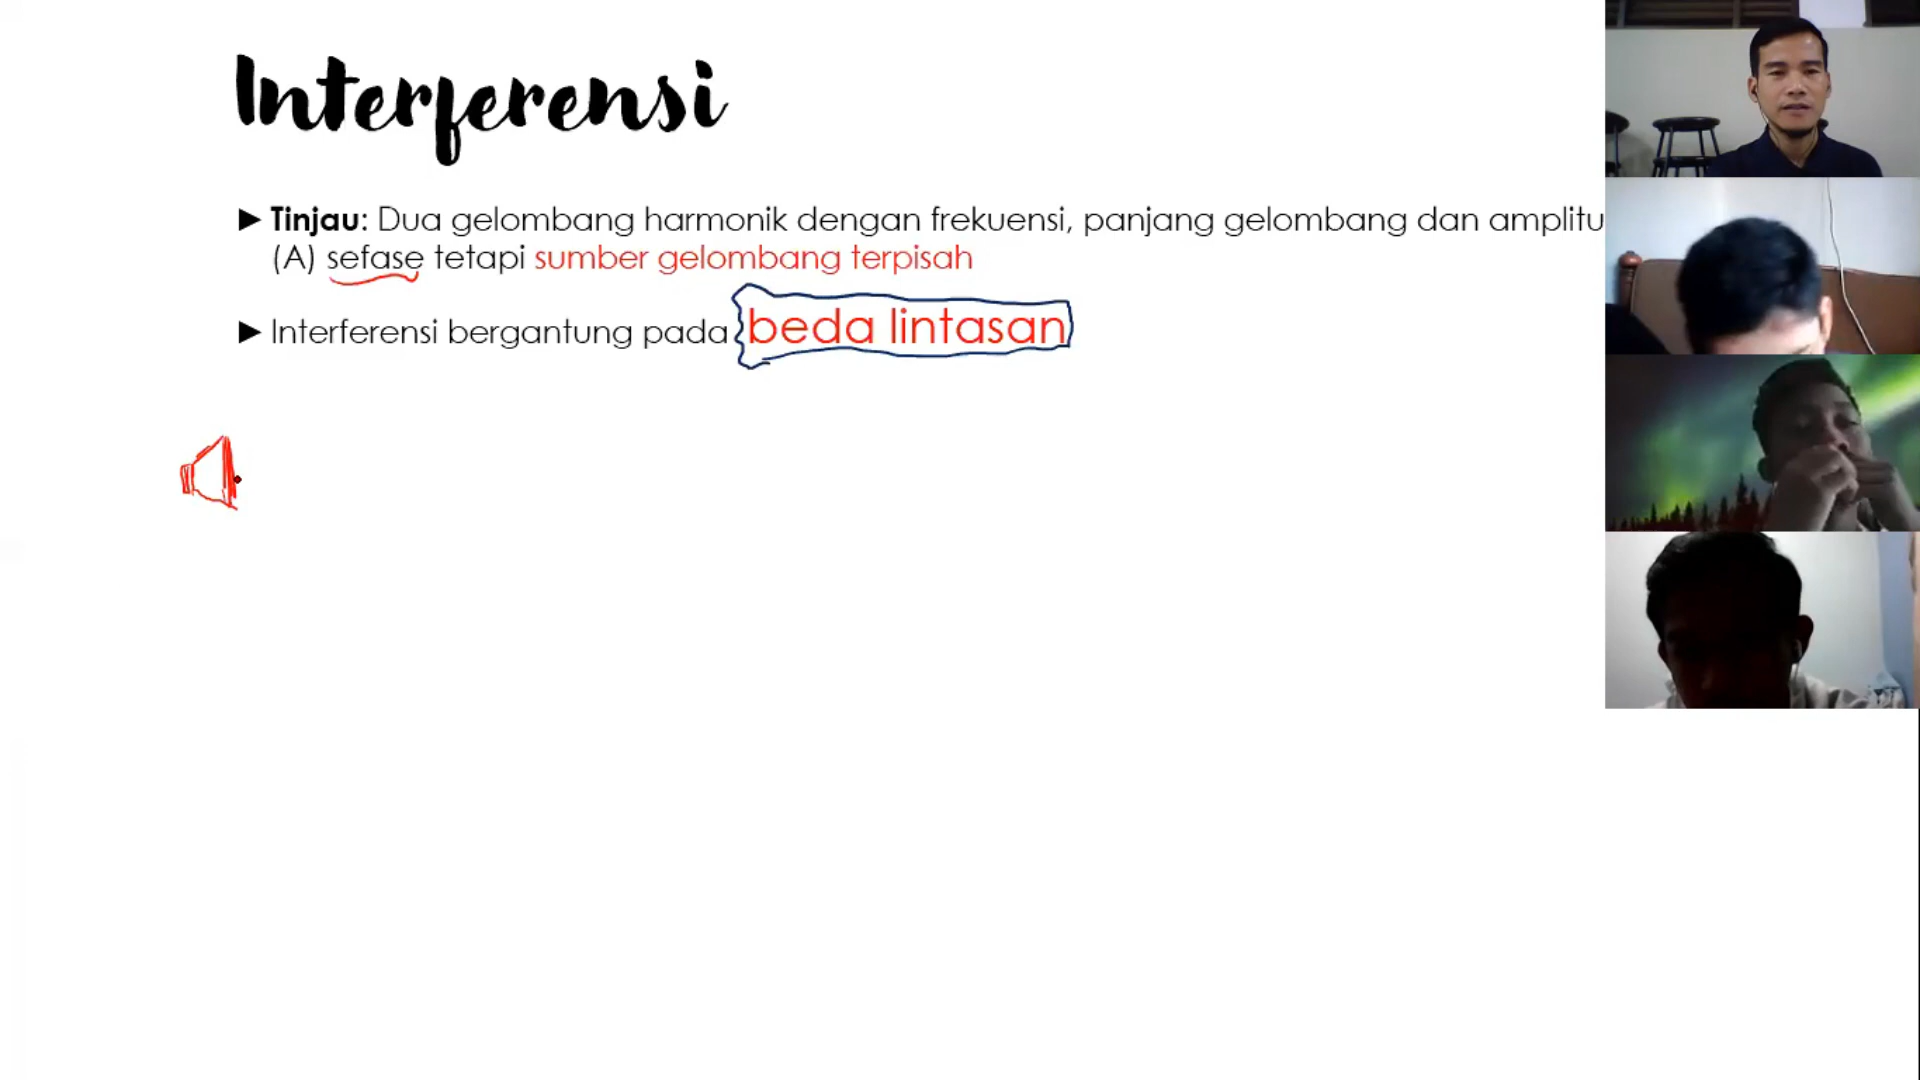 Interferensi
► Tinjau: Dua gelombang harmonik dengan frekuensi, panjang gelombang dan amplitu
(A) sefase tetapi sumber gelombang terpisah
► Interferensi bergantung pada beda lintasan